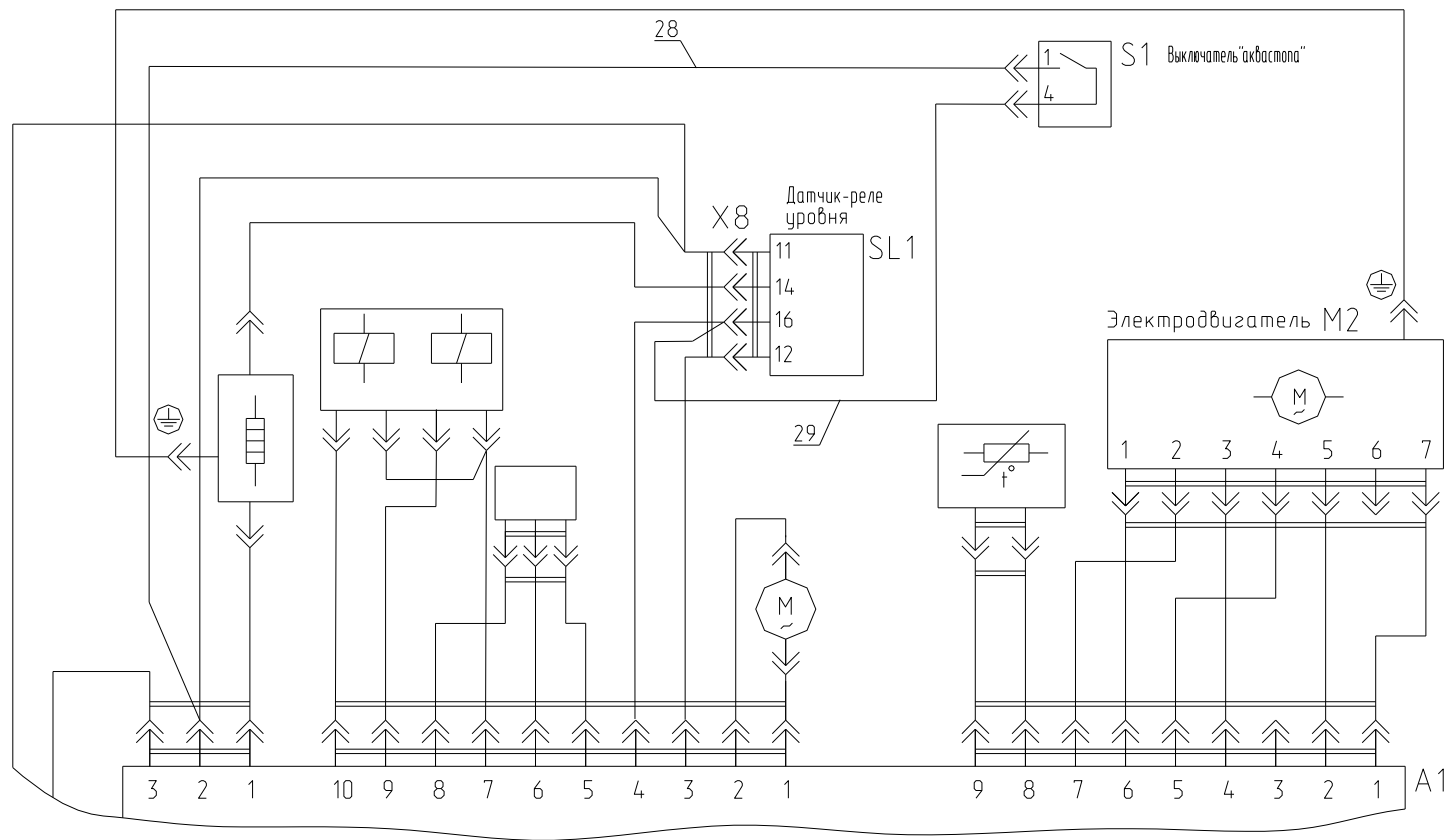 28
1
S1 Выключатель"аквастопа"
4
Датчик-реле
уровня
X8
11
SL1
14
16
12
Электродвигатель M2
M
~
29
1 2 3 4 5 6 7
t°
M
~
3 2 1 10 9 8 7 6 5 4 3 2 1 9 8 7 6 5 4 3 2 1 A1